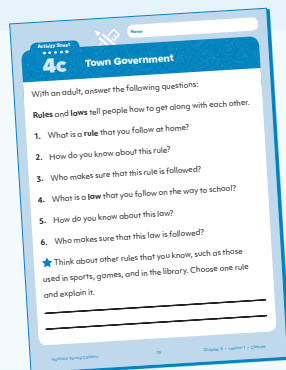 Name
Activity Sheet
4c
Town Government
With an adult, answer the following questions:
Rules and laws tell people how to get along with each other.
1. What is a rule that you follow at home?
2. How do you know about this rule?
3. Who makes sure that this rule is followed?
4. What is a law that you follow on the way to school?
5. How do you know about this law?
6. Who makes sure that this law is followed?
Think about other rules that you know, such as those
used in sports, games, and in the library. Choose one rule
and explain it.